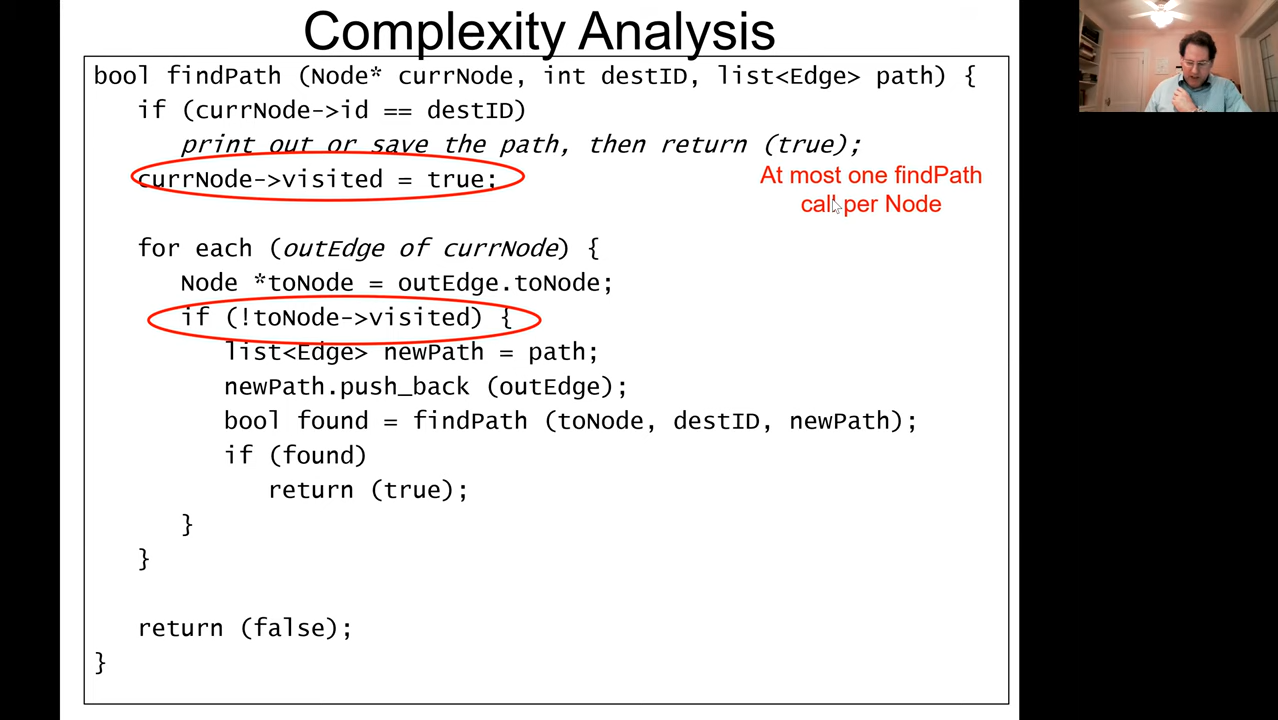 Complexity Analysis
bool findPath (Node* currNode, int destID, list<Edge> path) {
if (currNode->id == destID)
print out or save the path, then return (true);
currNode->visited = true;
At most one findPath
call per Node
for each (outEdge of currNode) {
Node *toNode = outEdge.toNode;
if (!toNode->visited) {
list<Edge> newPath = path;
newPath.push_back (outEdge);
bool found = findPath (toNode, destID, newPath);
if (found)
return (true);
}
}
return (false);
}